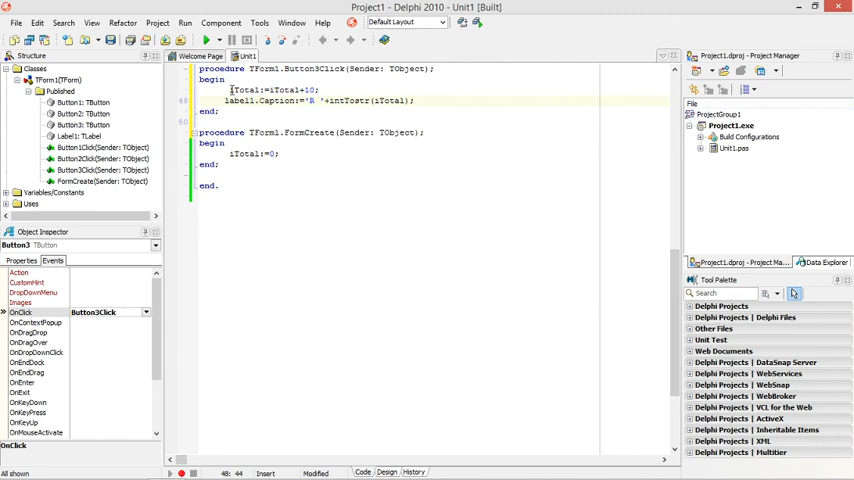 Project1 - Delphi 2010 - Unit1 [Built]
File Edit Search View Refactor Project Run Component Tools Window Help Default Layout
Structure
Classes
TForm1(TForm)
Published
Button1: TButton
Button2: TButton
Button3: TButton
Label1: TLabel
Button1Click(Sender: TObject)
Button2Click(Sender: TObject)
Button3Click(Sender: TObject)
FormCreate(Sender: TObject)
Variables/Constants
Uses
Object Inspector
Button3 TButton
Properties Events
Action
CustomHint
DropDownMenu
Images
OnClick Button3Click
OnContextPopup
OnDragDrop
OnDragOver
OnDropDownClick
OnEndDock
OnEndDrag
OnEnter
OnExit
OnKeyDown
OnKeyPress
OnKeyUp
OnMouseActivate
OnClick
All shown
Welcome Page Unit1
procedure TForm1.Button3Click(Sender: TObject);
begin
iTotal:=iTotal+10;
48 label1.Caption:='R '+intTostr(iTotal);
end;
50
procedure TForm1.FormCreate(Sender: TObject);
begin
iTotal:=0;
end;
end.
48: 44 Insert Modified Code Design History
Project1.dproj - Project Manager
File
ProjectGroup1
Project1.exe
Build Configurations
Unit1.pas
Project1.dproj - Project Ma... Data Explorer
Tool Palette
Search
Delphi Projects
Delphi Projects | Delphi Files
Other Files
Unit Test
Web Documents
Delphi Projects | DataSnap Server
Delphi Projects | WebServices
Delphi Projects | WebSnap
Delphi Projects | WebBroker
Delphi Projects | VCL for the Web
Delphi Projects | ActiveX
Delphi Projects | Inheritable Items
Delphi Projects | XML
Delphi Projects | Multitier